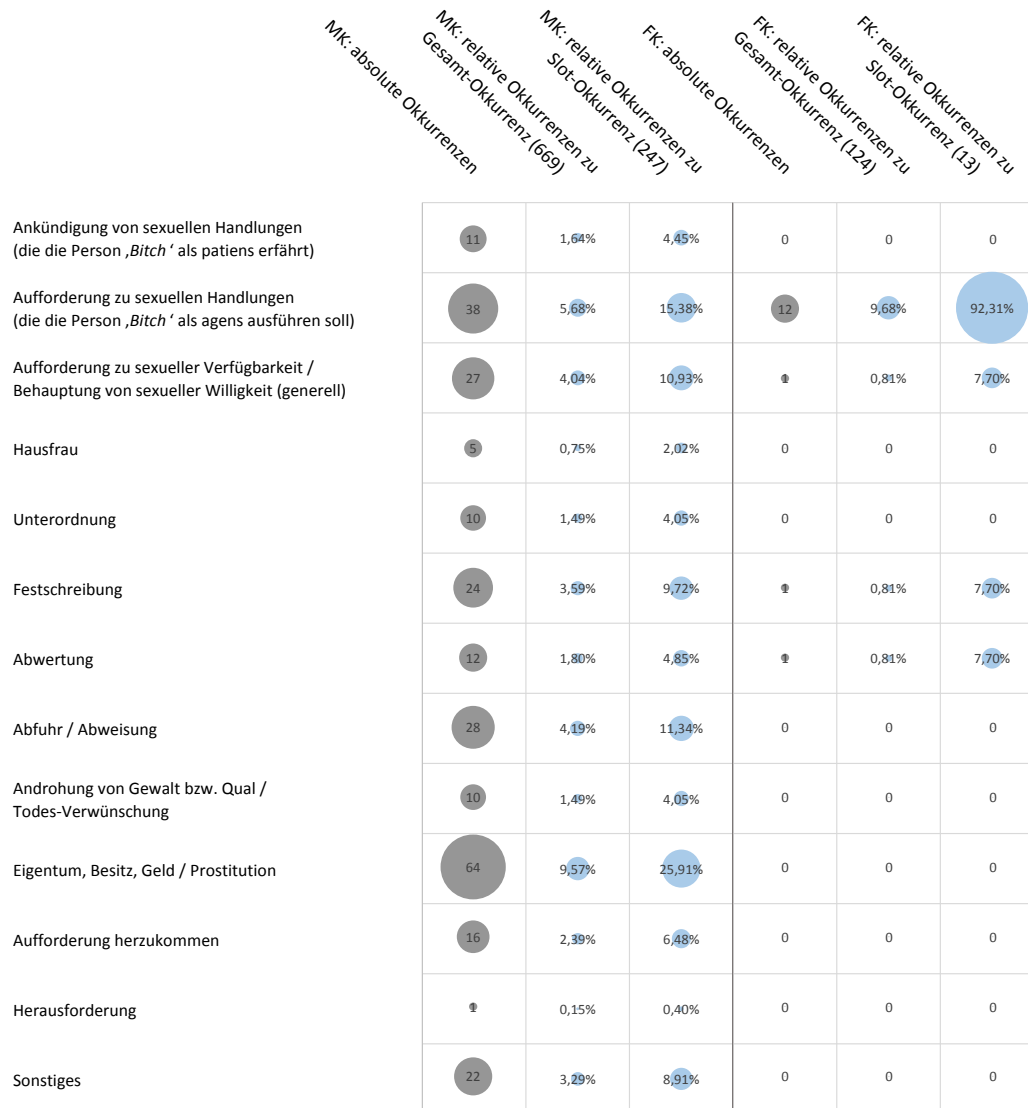 MK: absolute Okkurrenzen
MK: relative Okkurrenzen zu
Gesamt-Okkurrenz (669)
MK: relative Okkurrenzen zu
Slot-Okkurrenz (247)
FK: absolute Okkurrenzen
FK: relative Okkurrenzen zu
Gesamt-Okkurrenz (124)
FK: relative Okkurrenzen zu
Slot-Okkurrenz (13)
Ankündigung von sexuellen Handlungen
(die die Person ‚Bitch‘ als patiens erfährt)
11 1,64% 4,45% 0 0 0
Aufforderung zu sexuellen Handlungen
(die die Person ‚Bitch‘ als agens ausführen soll)
38 5,68% 15,38% 12 9,68% 92,31%
Aufforderung zu sexueller Verfügbarkeit /
Behauptung von sexueller Willigkeit (generell)
27 4,04% 10,93% 1 0,81% 7,70%
Hausfrau 5 0,75% 2,02% 0 0 0
Unterordnung 10 1,49% 4,05% 0 0 0
Festschreibung 24 3,59% 9,72% 1 0,81% 7,70%
Abwertung 12 1,80% 4,85% 1 0,81% 7,70%
Abfuhr / Abweisung 28 4,19% 11,34% 0 0 0
Androhung von Gewalt bzw. Qual /
Todes-Verwünschung
10 1,49% 4,05% 0 0 0
Eigentum, Besitz, Geld / Prostitution 64 9,57% 25,91% 0 0 0
Aufforderung herzukommen 16 2,39% 6,48% 0 0 0
Herausforderung 1 0,15% 0,40% 0 0 0
Sonstiges 22 3,29% 8,91% 0 0 0